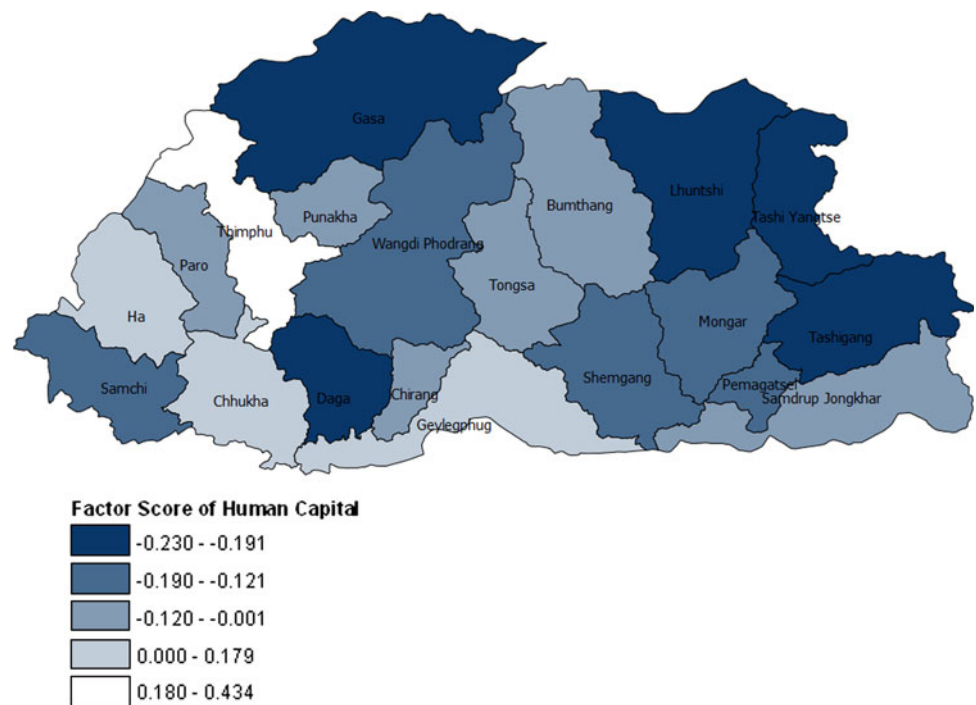 Gasa
Lhuntshi
Punakha
Bumthang
Tashi Yangtse
Thimphu
Wangdi Phodrang
Paro
Tongsa
Ha
Mongar
Tashigang
Samchi
Shemgang
Pemagatsel
Chhukha
Daga
Chirang
Samdrup Jongkhar
Geylegphug
Factor Score of Human Capital
-0.230 - -0.191
-0.190 - -0.121
-0.120 - -0.001
0.000 - 0.179
0.180 - 0.434